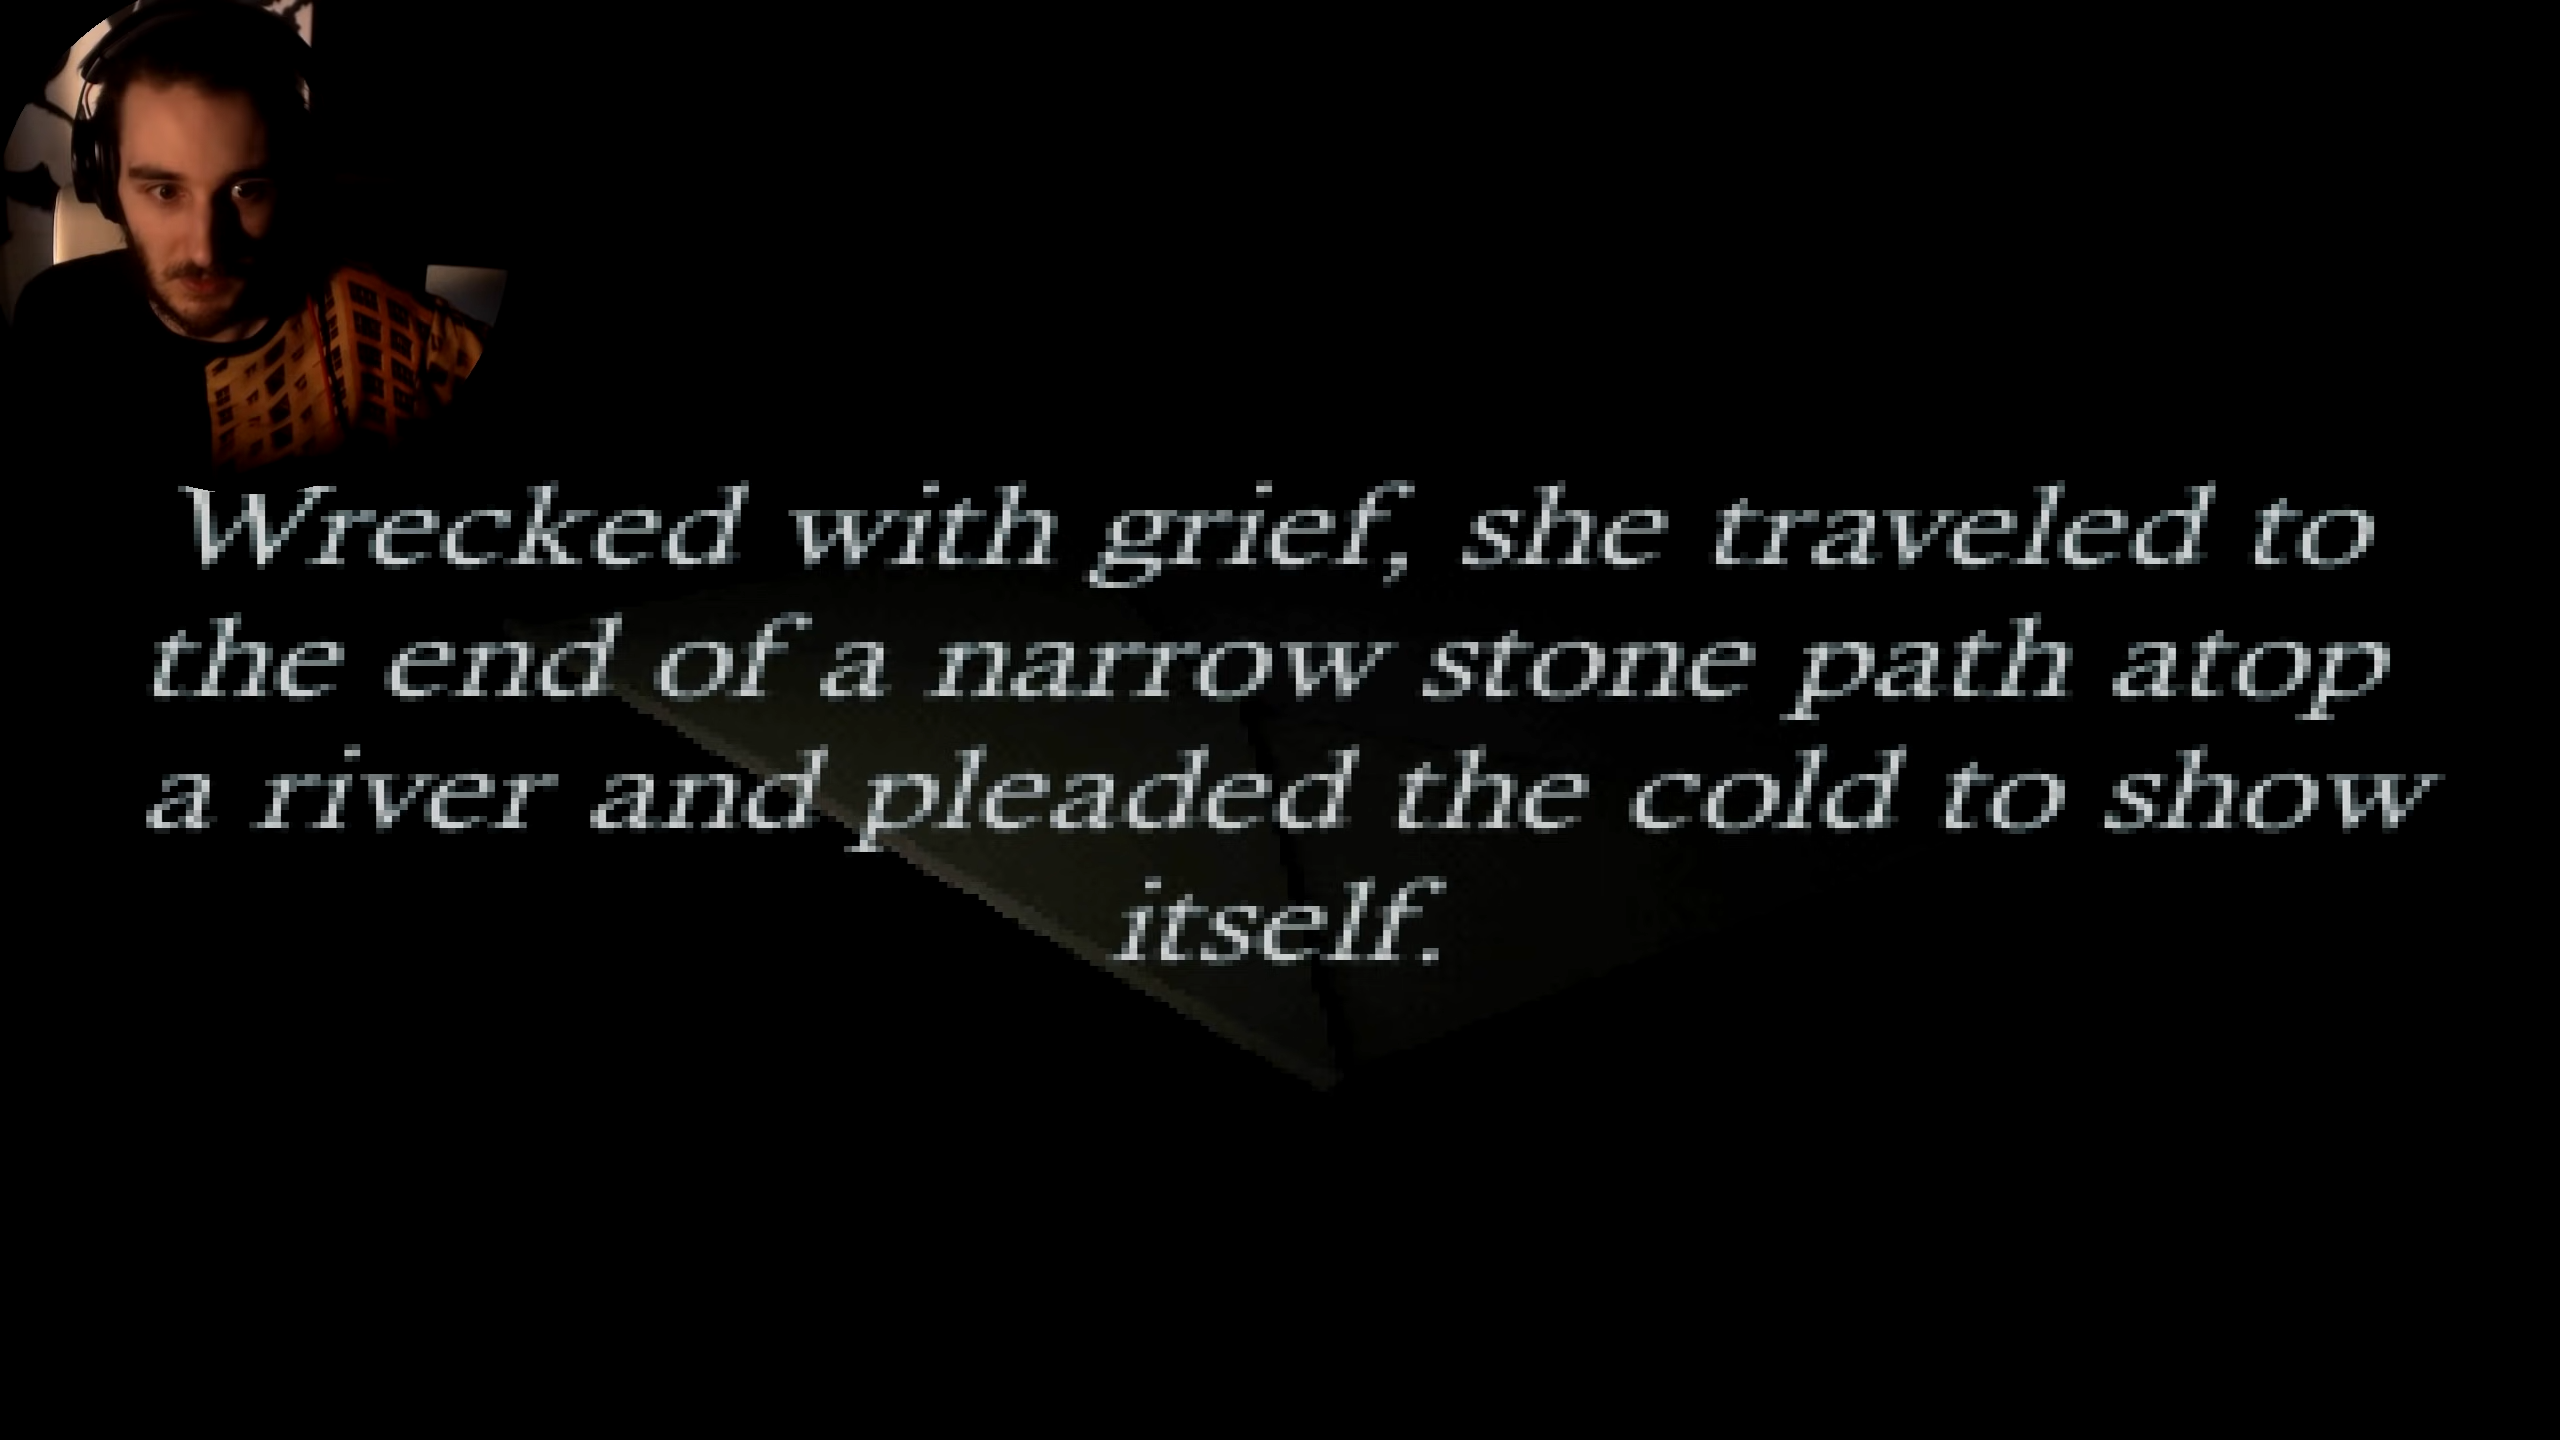 Wrecked with grief, she traveled to
the end of a narrow stone path atop
a river and pleaded the cold to show
itself.